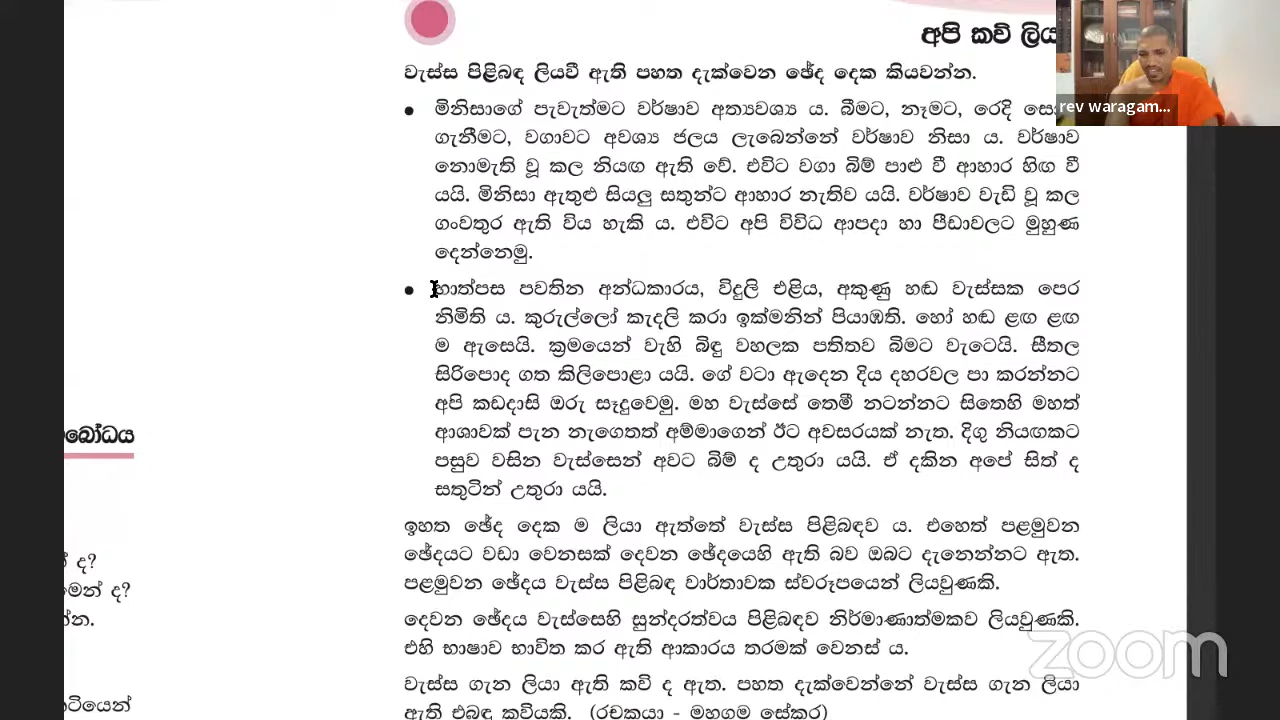 අපි කවි ලිය
වැස්ස පිළිබඳ ලියවී ඇති පහත දැක්වෙන ඡේද දෙක කියවන්න.
• මිනිසාගේ පැවැත්මට වර්ෂාව අත්‍යවශ්‍ය ය. බීමට, නෑමට, රෙදි සෝ
ගැනීමට, වගාවට අවශ්‍ය ජලය ලැබෙන්නේ වර්ෂාව නිසා ය. වර්ෂාව
නොමැති වූ කල නියඟ ඇති වේ. එවිට වගා බිම් පාළු වී ආහාර හිඟ වී
යයි. මිනිසා ඇතුළු සියලු සතුන්ට ආහාර නැතිව යයි. වර්ෂාව වැඩි වූ කල
ගංවතුර ඇති විය හැකි ය. එවිට අපි විවිධ ආපදා හා පීඩාවලට මුහුණ
දෙන්නෙමු.
• භාත්පස පවතින අන්ධකාරය, විදුලි එළිය, අකුණු හඬ වැස්සක පෙර
නිමිති ය. කුරුල්ලෝ කැදලි කරා ඉක්මනින් පියාඹති. හෝ හඬ ළඟ ළඟ
ම ඇසෙයි. ක්‍රමයෙන් වැහි බිඳු වහලක පතිතව බිමට වැටෙයි. සීතල
සිරිපොද ගත කිලිපොළා යයි. ගේ වටා ඇදෙන දිය දහරවල පා කරන්නට
අපි කඩදාසි ඔරු සෑදුවෙමු. මහ වැස්සේ තෙමී නටන්නට සිතෙහි මහත්
ආශාවක් පැන නැගෙතත් අම්මාගෙන් ඊට අවසරයක් නැත. දිගු නියඟකට
පසුව වසින වැස්සෙන් අවට බිම් ද උතුරා යයි. ඒ දකින අපේ සිත් ද
සතුටින් උතුරා යයි.
ඉහත ඡේද දෙක ම ලියා ඇත්තේ වැස්ස පිළිබඳව ය. එහෙත් පළමුවන
ඡේදයට වඩා වෙනසක් දෙවන ඡේදයෙහි ඇති බව ඔබට දැනෙන්නට ඇත.
පළමුවන ඡේදය වැස්ස පිළිබඳ වාර්තාවක ස්වරූපයෙන් ලියවුණකි.
දෙවන ඡේදය වැස්සෙහි සුන්දරත්වය පිළිබඳව නිර්මාණාත්මකව ලියවුණකි.
එහි භාෂාව භාවිත කර ඇති ආකාරය තරමක් වෙනස් ය.
වැස්ස ගැන ලියා ඇති කවි ද ඇත. පහත දැක්වෙන්නේ වැස්ස ගැන ලියා
ඇති එබඳු කවියකි. (රචකයා - මහගම සේකර)
බෝධය
් ද?
මෙන් ද?
න්න.
ටියෙන්
rev waragam...
zoom